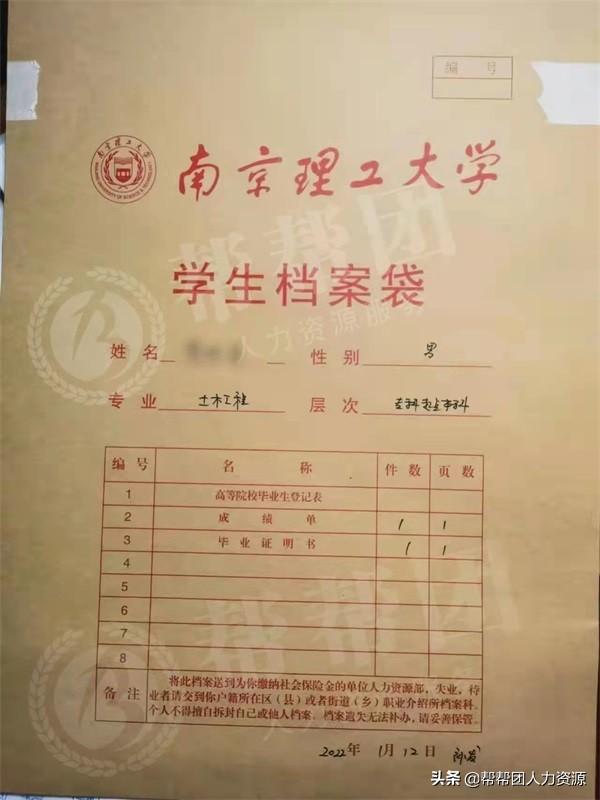 编 号
南京理工大学
学生档案袋
姓名 性别 男
专业 土木工程 层次 专科起点本科
编号 名 称 件数 页数
1 高等院校毕业生登记表
2 成绩单 1 1
3 毕业证明书 1 1
4
5
6
7
8
备注 将此档案送到为你缴纳社会保险金的单位人力资源部,失业,待
业者请交到你户籍所在区(县)或者街道(乡)职业介绍所档案科。
个人不得擅自拆封自己或他人档案。档案遗失无法补办,请妥善保管。
2022年 1月12日
帮帮团
人力资源服务
帮帮团
头条 @帮帮团人力资源